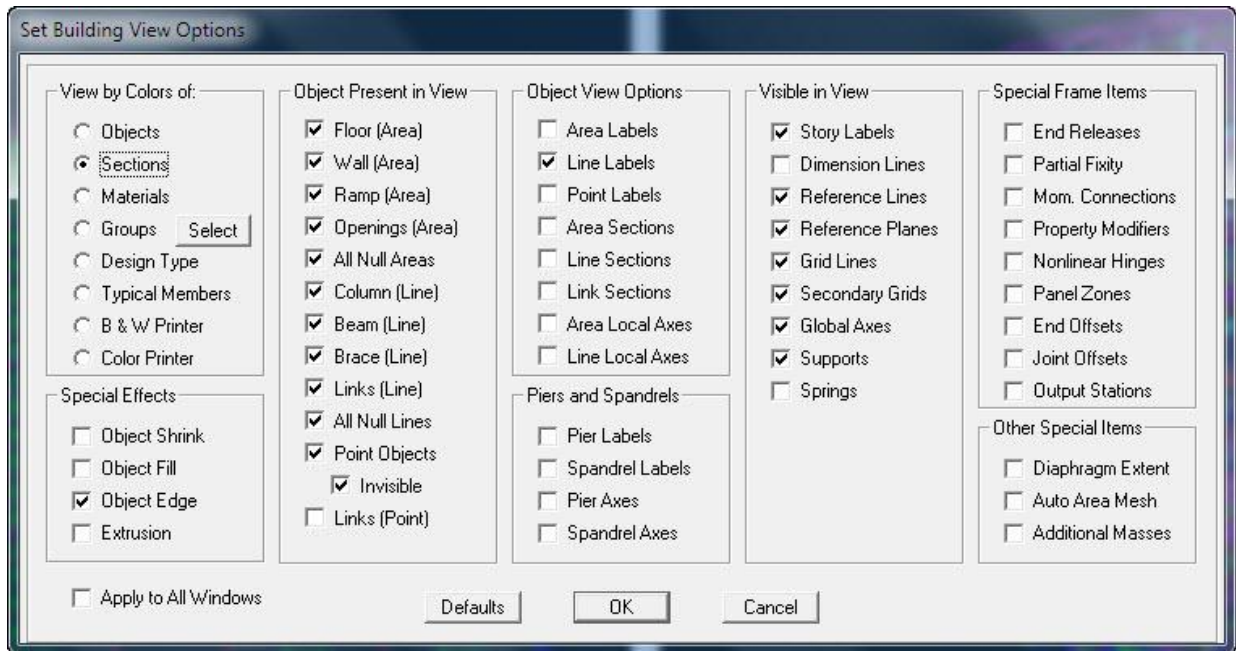 Set Building View Options
View by Colors of:
Objects
Sections
Materials
Groups
Select
Design Type
Typical Members
B & W Printer
Color Printer
Special Effects
Object Shrink
Object Fill
Object Edge
Extrusion
Object Present in View
Floor (Area)
Wall (Area)
Ramp (Area)
Openings (Area)
All Null Areas
Column (Line)
Beam (Line)
Brace (Line)
Links (Line)
All Null Lines
Point Objects
Invisible
Links (Point)
Object View Options
Area Labels
Line Labels
Point Labels
Area Sections
Line Sections
Link Sections
Area Local Axes
Line Local Axes
Piers and Spandrels
Pier Labels
Spandrel Labels
Pier Axes
Spandrel Axes
Visible in View
Story Labels
Dimension Lines
Reference Lines
Reference Planes
Grid Lines
Secondary Grids
Global Axes
Supports
Springs
Special Frame Items
End Releases
Partial Fixity
Mom. Connections
Property Modifiers
Nonlinear Hinges
Panel Zones
End Offsets
Joint Offsets
Output Stations
Other Special Items
Diaphragm Extent
Auto Area Mesh
Additional Masses
Apply to All Windows
Defaults
OK
Cancel